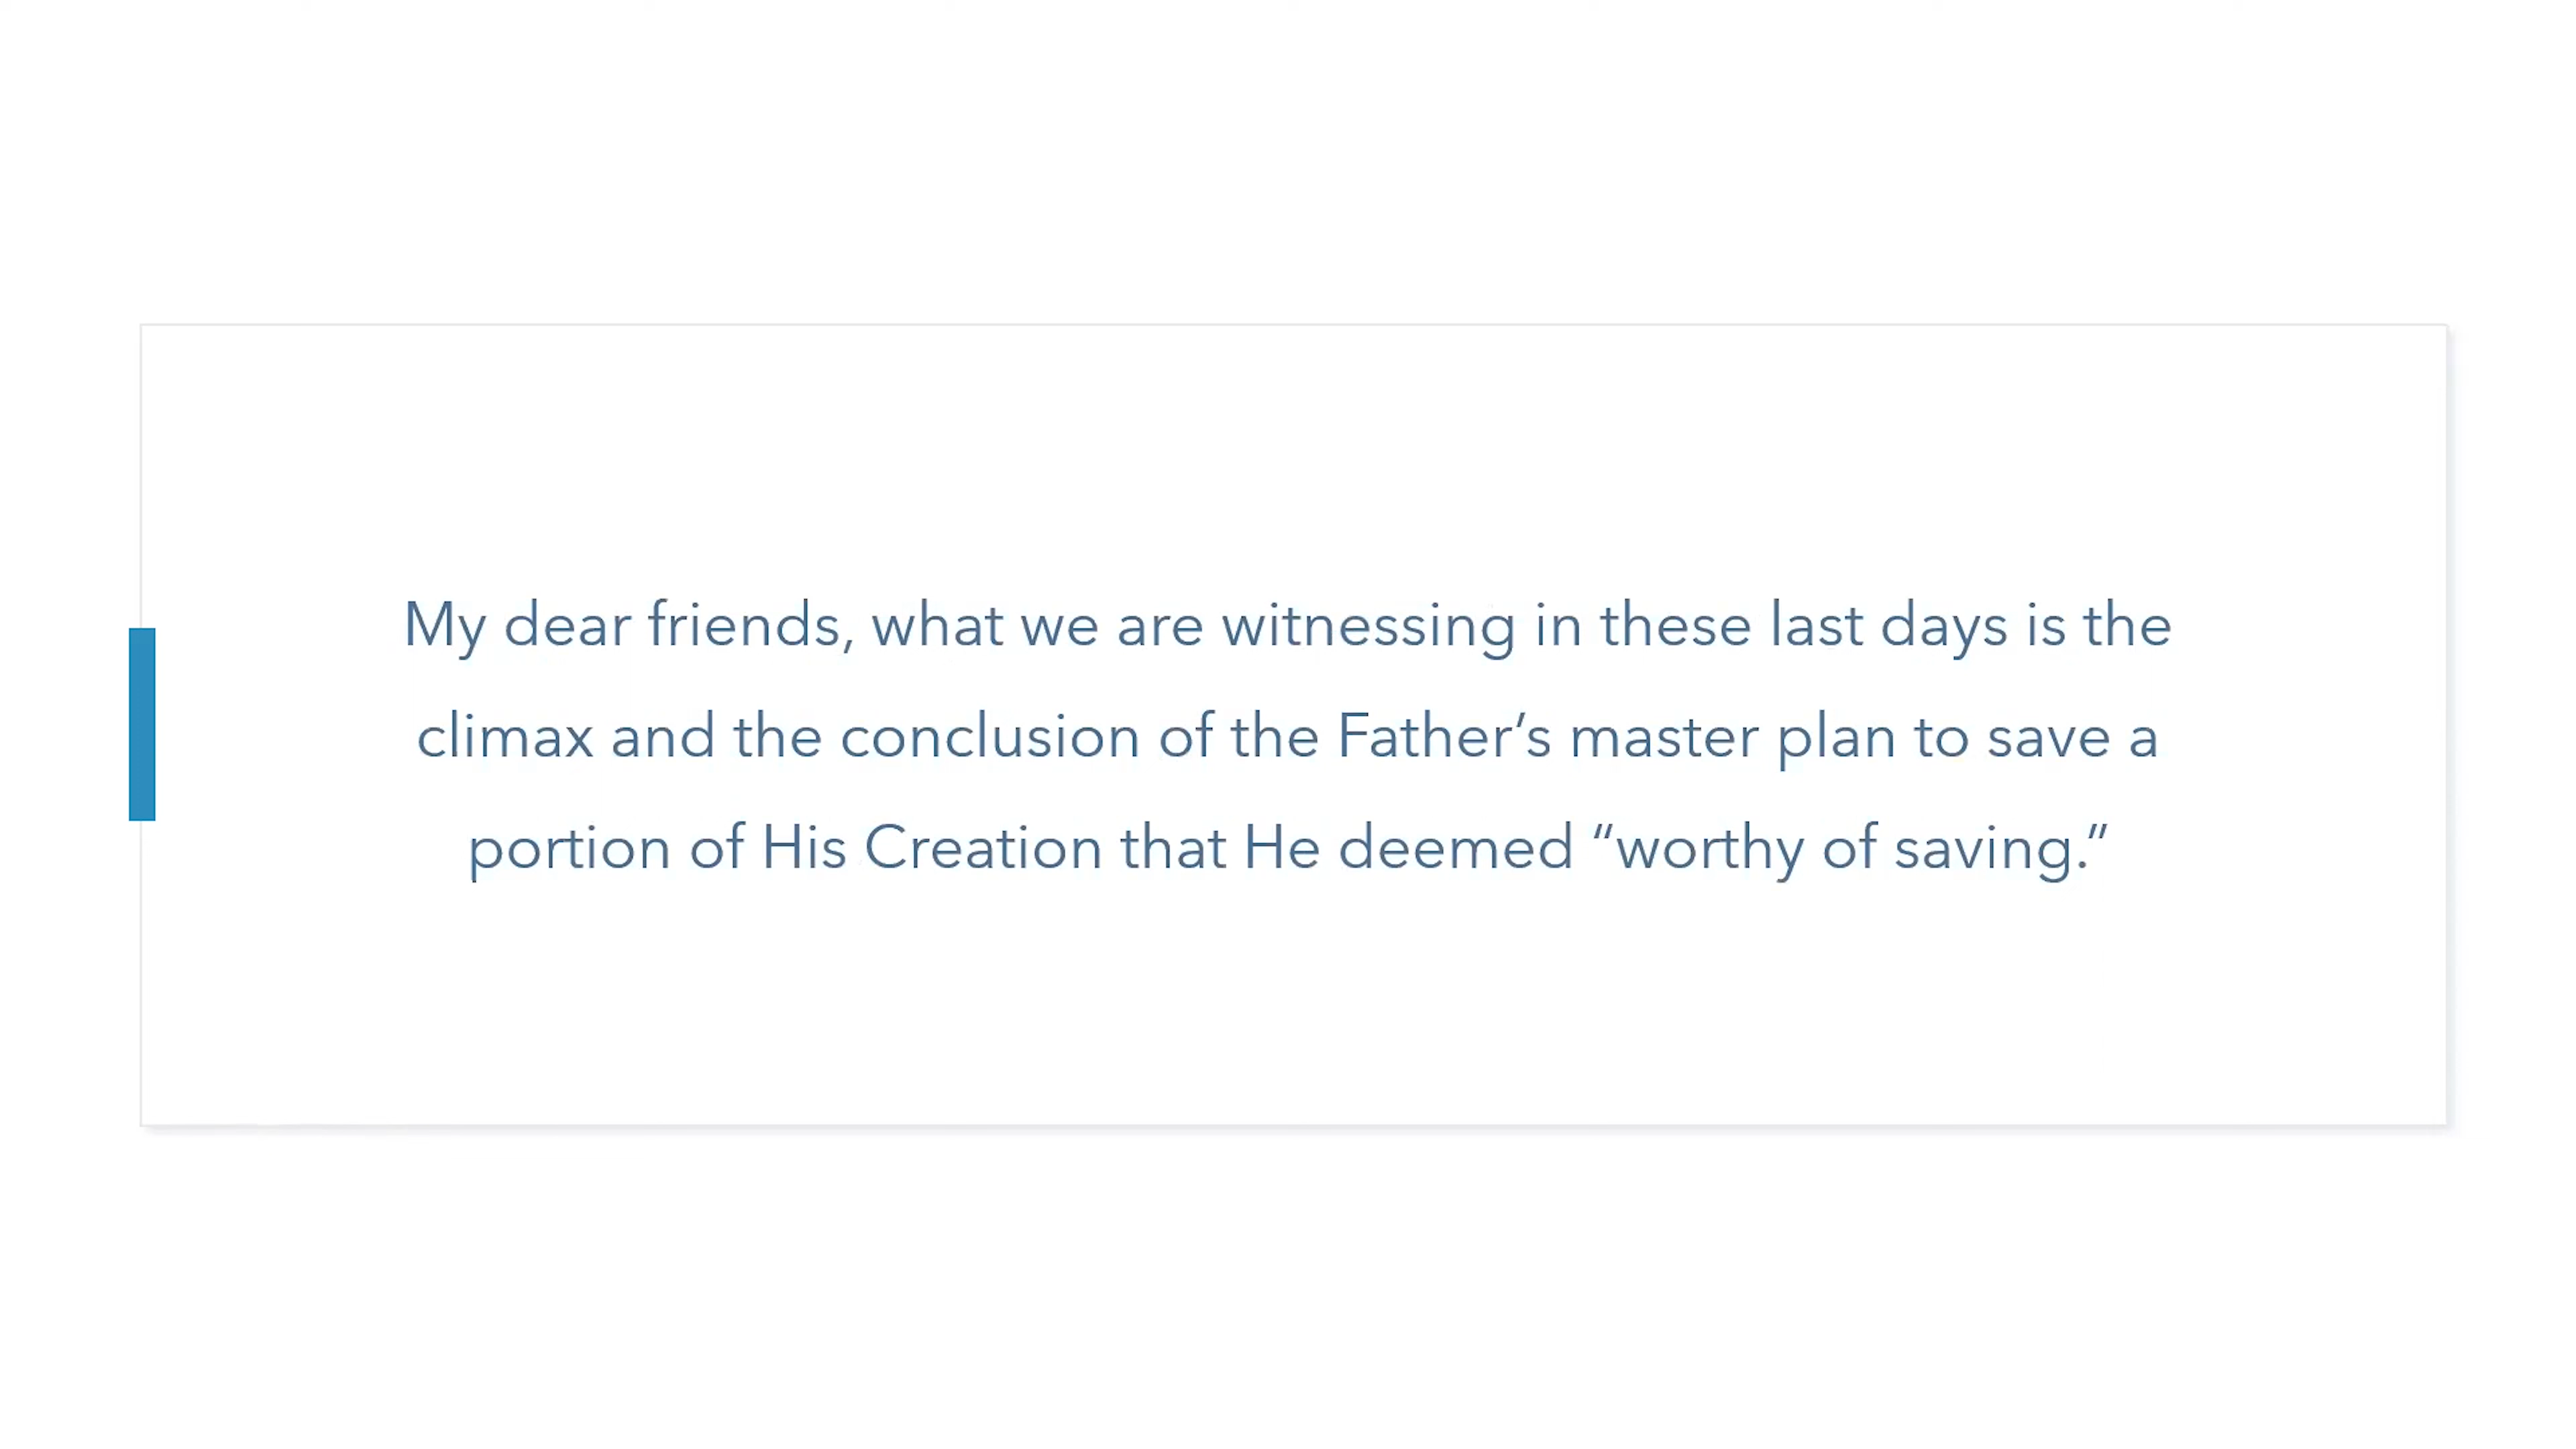 My dear friends, what we are witnessing in these last days is the
climax and the conclusion of the Father’s master plan to save a
portion of His Creation that He deemed “worthy of saving.”